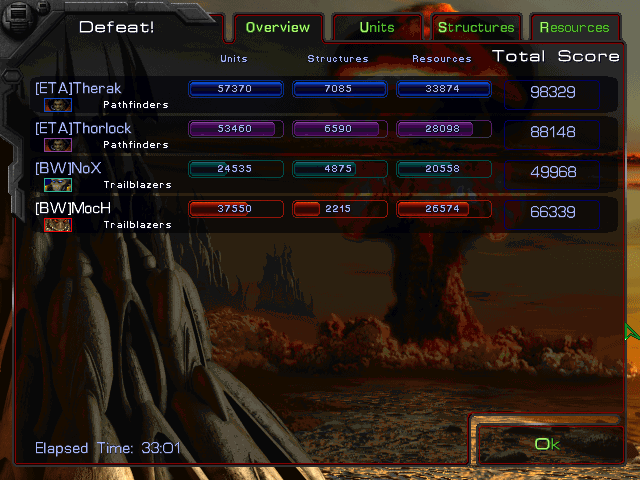 Defeat! Overview Units Structures Resources
Units Structures Resources Total Score
[ETA]Therak 57370 7085 33874 98329
Pathfinders
[ETA]Thorlock 53460 6590 28098 88148
Pathfinders
[BW]NoX 24535 4875 20558 49968
Trailblazers
[BW]MocH 37550 2215 26574 66339
Trailblazers
Elapsed Time: 33:01 Ok